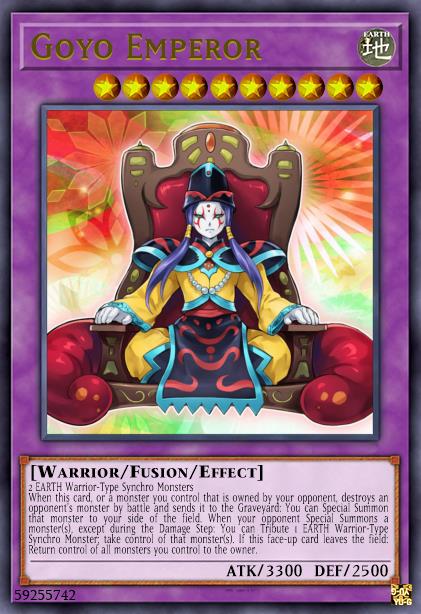 GOYO EMPEROR
EARTH
地
[WARRIOR/FUSION/EFFECT]
2 EARTH Warrior-Type Synchro Monsters
When this card, or a monster you control that is owned by your opponent, destroys an
opponent's monster by battle and sends it to the Graveyard: You can Special Summon
that monster to your side of the field. When your opponent Special Summons a
monster(s), except during the Damage Step: You can Tribute 1 EARTH Warrior-Type
Synchro Monster; take control of that monster(s). If this face-up card leaves the field:
Return control of all monsters you control to the owner.
ATK/3300 DEF/2500
59255742